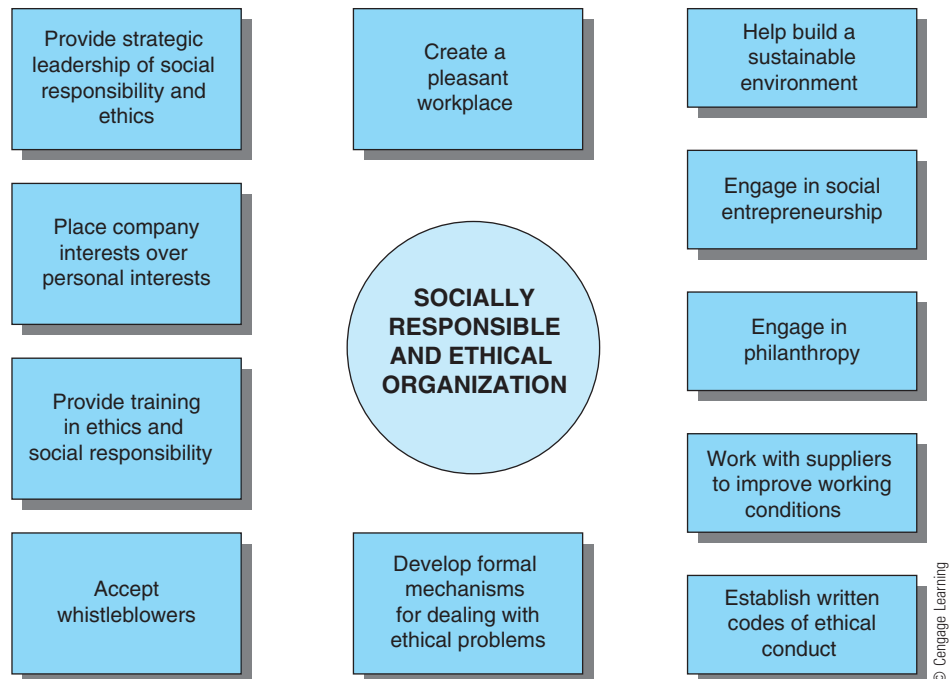 Provide strategic
leadership of social
responsibility and
ethics
Create a
pleasant
workplace
Help build a
sustainable
environment
Place company
interests over
personal interests
Engage in social
entrepreneurship
SOCIALLY
RESPONSIBLE
AND ETHICAL
ORGANIZATION
Engage in
philanthropy
Provide training
in ethics and
social responsibility
Work with suppliers
to improve working
conditions
Accept
whistleblowers
Develop formal
mechanisms
for dealing with
ethical problems
Establish written
codes of ethical
conduct
© Cengage Learning